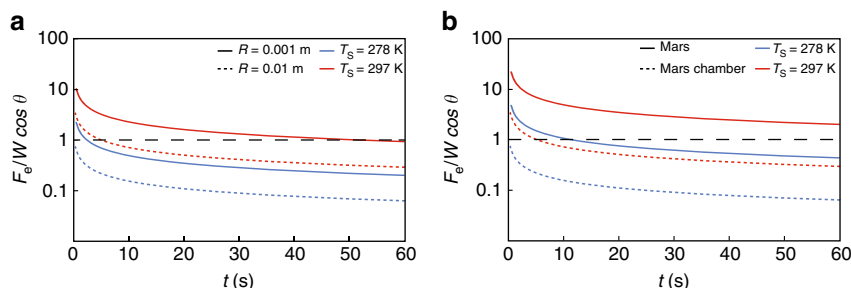 a
100
10
1
0.1
F_e/W cos θ
0 10 20 30 40 50 60
t (s)
R = 0.001 m T_S = 278 K
R = 0.01 m T_S = 297 K
b
100
10
1
0.1
F_e/W cos θ
0 10 20 30 40 50 60
t (s)
Mars T_S = 278 K
Mars chamber T_S = 297 K